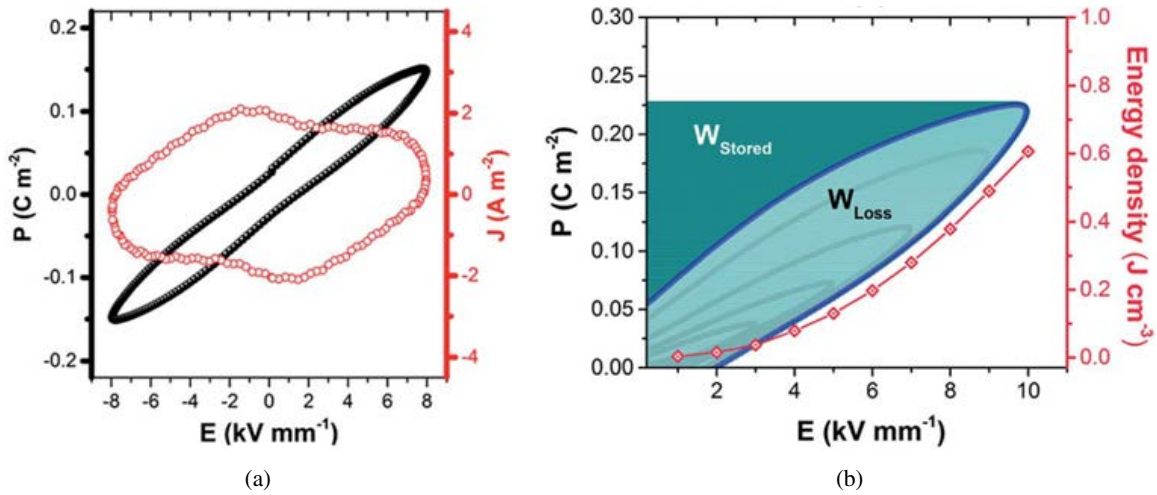 0.2
0.1
0.0
-0.1
-0.2
P (C m⁻²)
4
2
0
-2
-4
J (A m⁻²)
-8 -6 -4 -2 0 2 4 6 8
E (kV mm⁻¹)
(a)
0.30
0.25
0.20
0.15
0.10
0.05
0.00
P (C m⁻²)
W Stored
W Loss
1.0
0.8
0.6
0.4
0.2
0.0
Energy density (J cm⁻³)
2 4 6 8 10
E (kV mm⁻¹)
(b)